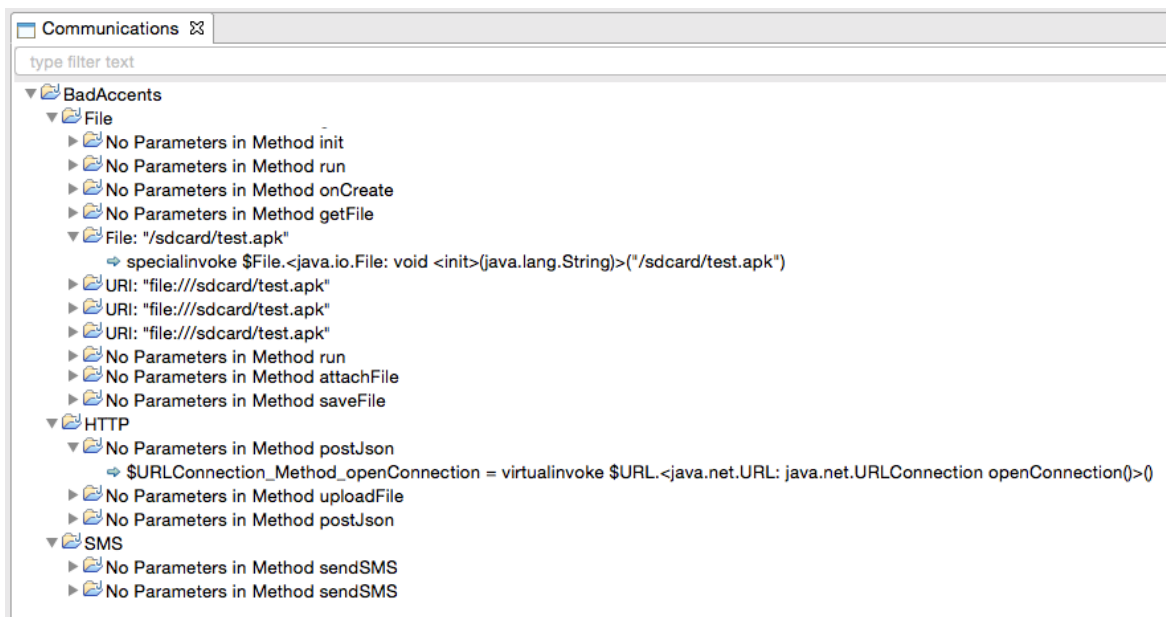 Communications
type filter text
BadAccents
File
No Parameters in Method init
No Parameters in Method run
No Parameters in Method onCreate
No Parameters in Method getFile
File: "/sdcard/test.apk"
specialinvoke $File.<java.io.File: void <init>(java.lang.String)>("/sdcard/test.apk")
URI: "file:///sdcard/test.apk"
URI: "file:///sdcard/test.apk"
URI: "file:///sdcard/test.apk"
No Parameters in Method run
No Parameters in Method attachFile
No Parameters in Method saveFile
HTTP
No Parameters in Method postJson
$URLConnection_Method_openConnection = virtualinvoke $URL.<java.net.URL: java.net.URLConnection openConnection()>()
No Parameters in Method uploadFile
No Parameters in Method postJson
SMS
No Parameters in Method sendSMS
No Parameters in Method sendSMS